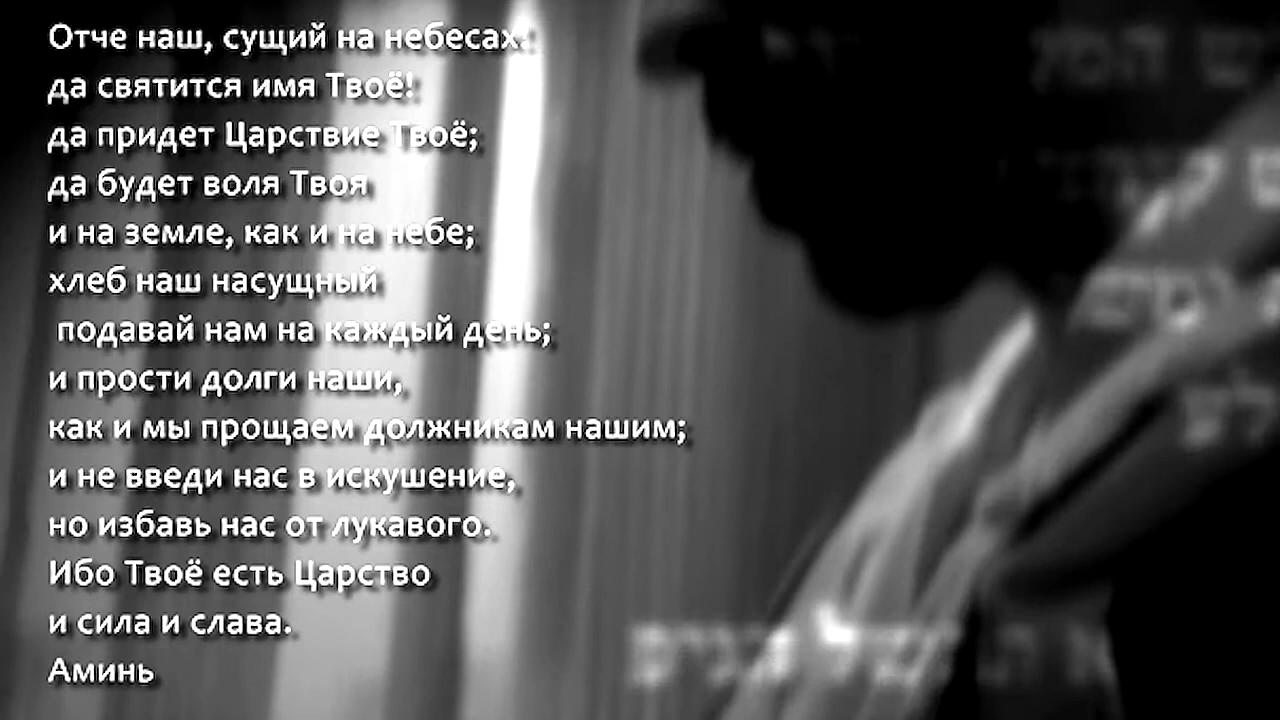 Отче наш, сущий на небесах!
да святится имя Твоё!
да придет Царствие Твоё;
да будет воля Твоя
и на земле, как и на небе;
хлеб наш насущный
подавай нам на каждый день;
и прости долги наши,
как и мы прощаем должникам нашим;
и не введи нас в искушение,
но избавь нас от лукавого.
Ибо Твоё есть Царство
и сила и слава.
Аминь